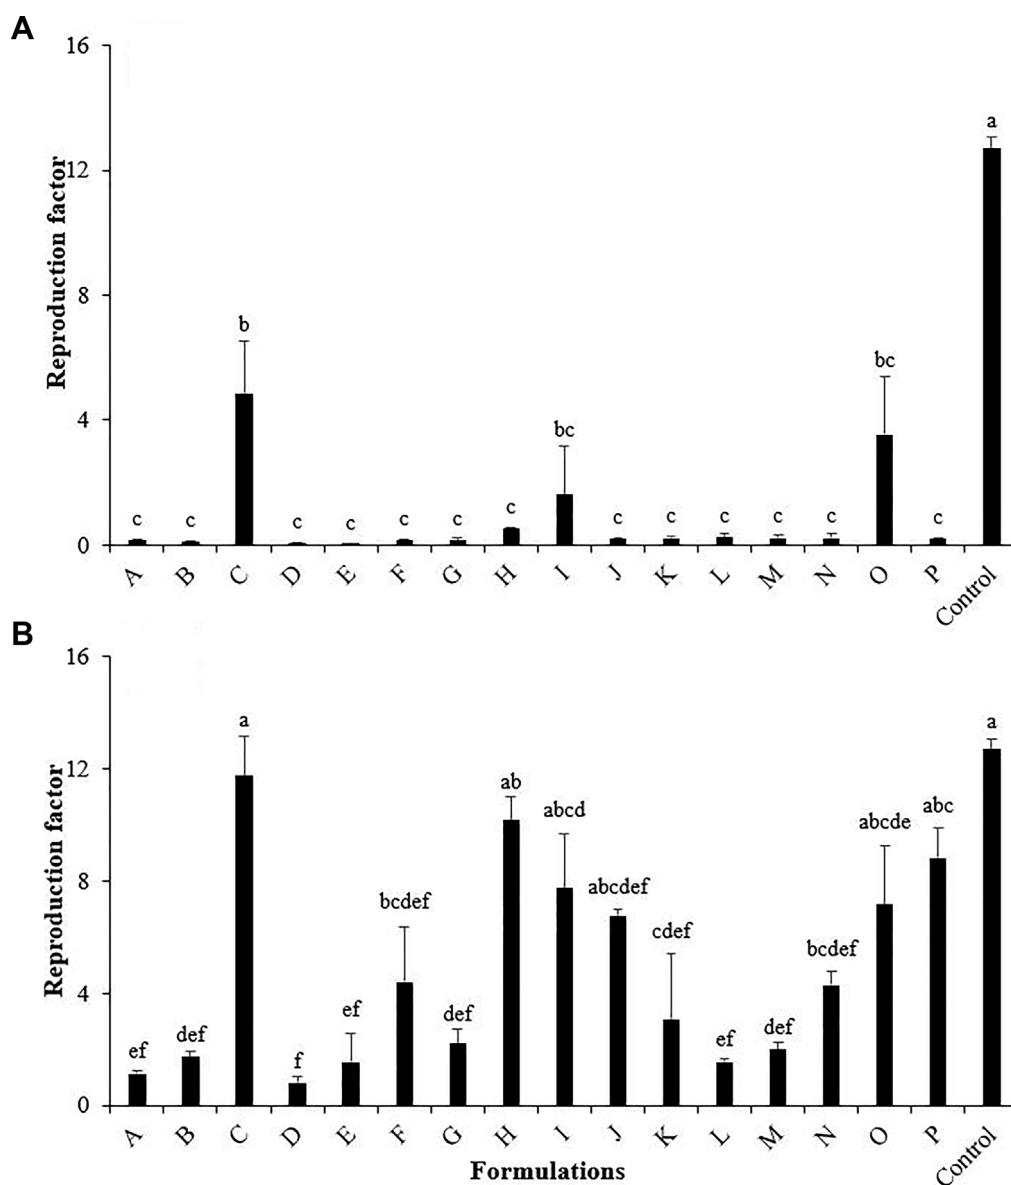 A
Reproduction factor
16
12
8
4
0
c c b c c c c c bc c c c c c bc c a
A B C D E F G H I J K L M N O P Control
B
Reproduction factor
16
12
8
4
0
ef def a f ef bcdef def ab abcd abcdef cdef ef def bcdef abcde abc a
A B C D E F G H I J K L M N O P Control
Formulations